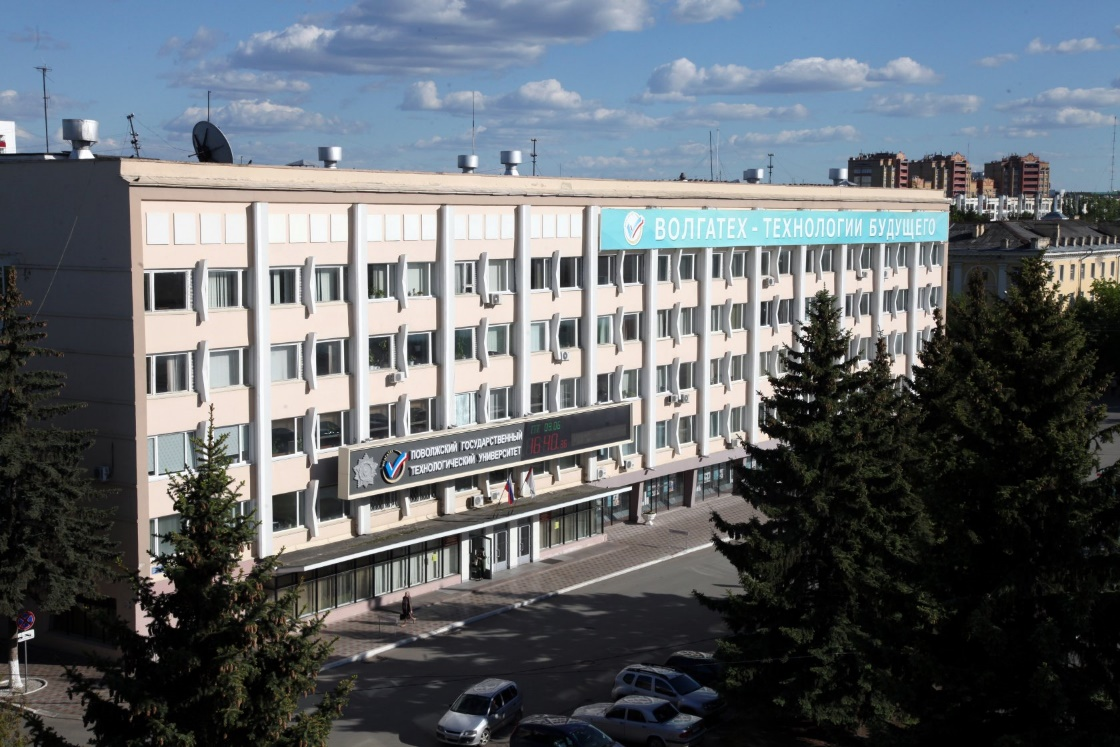 ВОЛГАТЕХ - ТЕХНОЛОГИИ БУДУЩЕГО
ПОВОЛЖСКИЙ ГОСУДАРСТВЕННЫЙ
ТЕХНОЛОГИЧЕСКИЙ УНИВЕРСИТЕТ
16:40